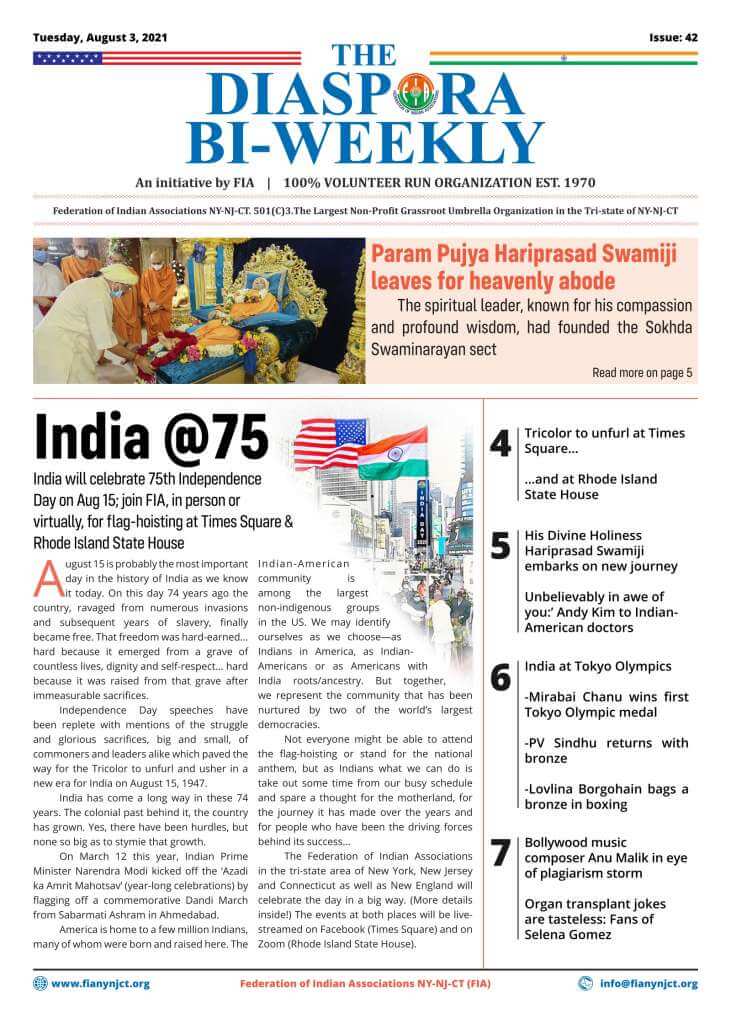 Tuesday, August 3, 2021
Issue: 42
THE
DIASPORA
BI-WEEKLY
An initiative by FIA | 100% VOLUNTEER RUN ORGANIZATION EST. 1970
Federation of Indian Associations NY-NJ-CT. 501(C)3.The Largest Non-Profit Grassroot Umbrella Organization in the Tri-state of NY-NJ-CT
Param Pujya Hariprasad Swamiji
leaves for heavenly abode
The spiritual leader, known for his compassion
and profound wisdom, had founded the Sokhda
Swaminarayan sect
Read more on page 5
India @75
India will celebrate 75th Independence
Day on Aug 15; join FIA, in person or
virtually, for flag-hoisting at Times Square &
Rhode Island State House
INDIA DAY
August 15 is probably the most important
day in the history of India as we know
it today. On this day 74 years ago the
country, ravaged from numerous invasions
and subsequent years of slavery, finally
became free. That freedom was hard-earned...
hard because it emerged from a grave of
countless lives, dignity and self-respect... hard
because it was raised from that grave after
immeasurable sacrifices.
Independence Day speeches have
been replete with mentions of the struggle
and glorious sacrifices, big and small, of
commoners and leaders alike which paved the
way for the Tricolor to unfurl and usher in a
new era for India on August 15, 1947.
India has come a long way in these 74
years. The colonial past behind it, the country
has grown. Yes, there have been hurdles, but
none so big as to stymie that growth.
On March 12 this year, Indian Prime
Minister Narendra Modi kicked off the 'Azadi
ka Amrit Mahotsav' (year-long celebrations) by
flagging off a commemorative Dandi March
from Sabarmati Ashram in Ahmedabad.
America is home to a few million Indians,
many of whom were born and raised here. The
Indian-American
community is
among the largest
non-indigenous groups
in the US. We may identify
ourselves as we choose—as
Indians in America, as Indian-
Americans or as Americans with
India roots/ancestry. But together,
we represent the community that has been
nurtured by two of the world's largest
democracies.
Not everyone might be able to attend
the flag-hoisting or stand for the national
anthem, but as Indians what we can do is
take out some time from our busy schedule
and spare a thought for the motherland, for
the journey it has made over the years and
for people who have been the driving forces
behind its success...
The Federation of Indian Associations
in the tri-state area of New York, New Jersey
and Connecticut as well as New England will
celebrate the day in a big way. (More details
inside!) The events at both places will be live-
streamed on Facebook (Times Square) and on
Zoom (Rhode Island State House).
4
Tricolor to unfurl at Times
Square...
...and at Rhode Island
State House
5
His Divine Holiness
Hariprasad Swamiji
embarks on new journey
Unbelievably in awe of
you:' Andy Kim to Indian-
American doctors
6
India at Tokyo Olympics
-Mirabai Chanu wins first
Tokyo Olympic medal
-PV Sindhu returns with
bronze
-Lovlina Borgohain bags a
bronze in boxing
7
Bollywood music
composer Anu Malik in eye
of plagiarism storm
Organ transplant jokes
are tasteless: Fans of
Selena Gomez
www.fianynjct.org
Federation of Indian Associations NY-NJ-CT (FIA)
info@fianynjct.org